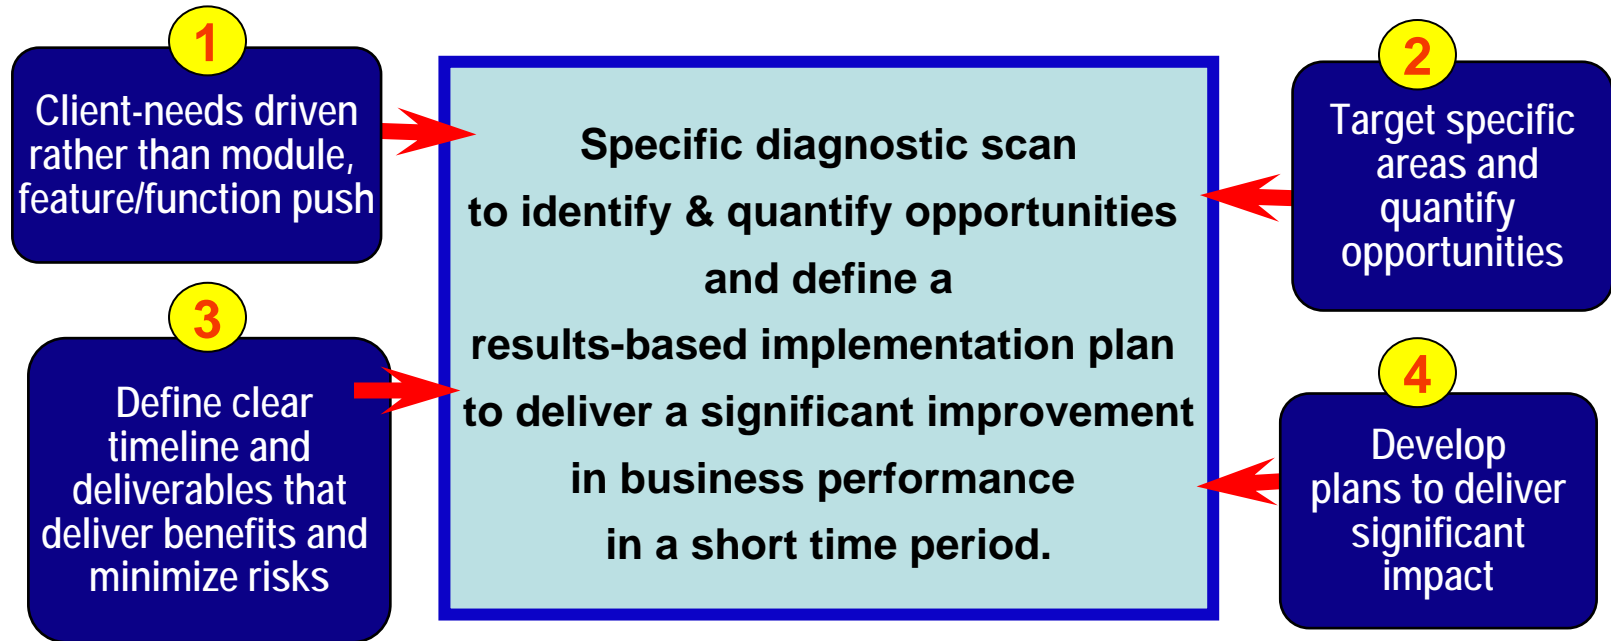 1
Client-needs driven
rather than module,
feature/function push
2
Target specific
areas and
quantify
opportunities
3
Define clear
timeline and
deliverables that
deliver benefits and
minimize risks
4
Develop
plans to deliver
significant
impact
Specific diagnostic scan
to identify & quantify opportunities
and define a
results-based implementation plan
to deliver a significant improvement
in business performance
in a short time period.